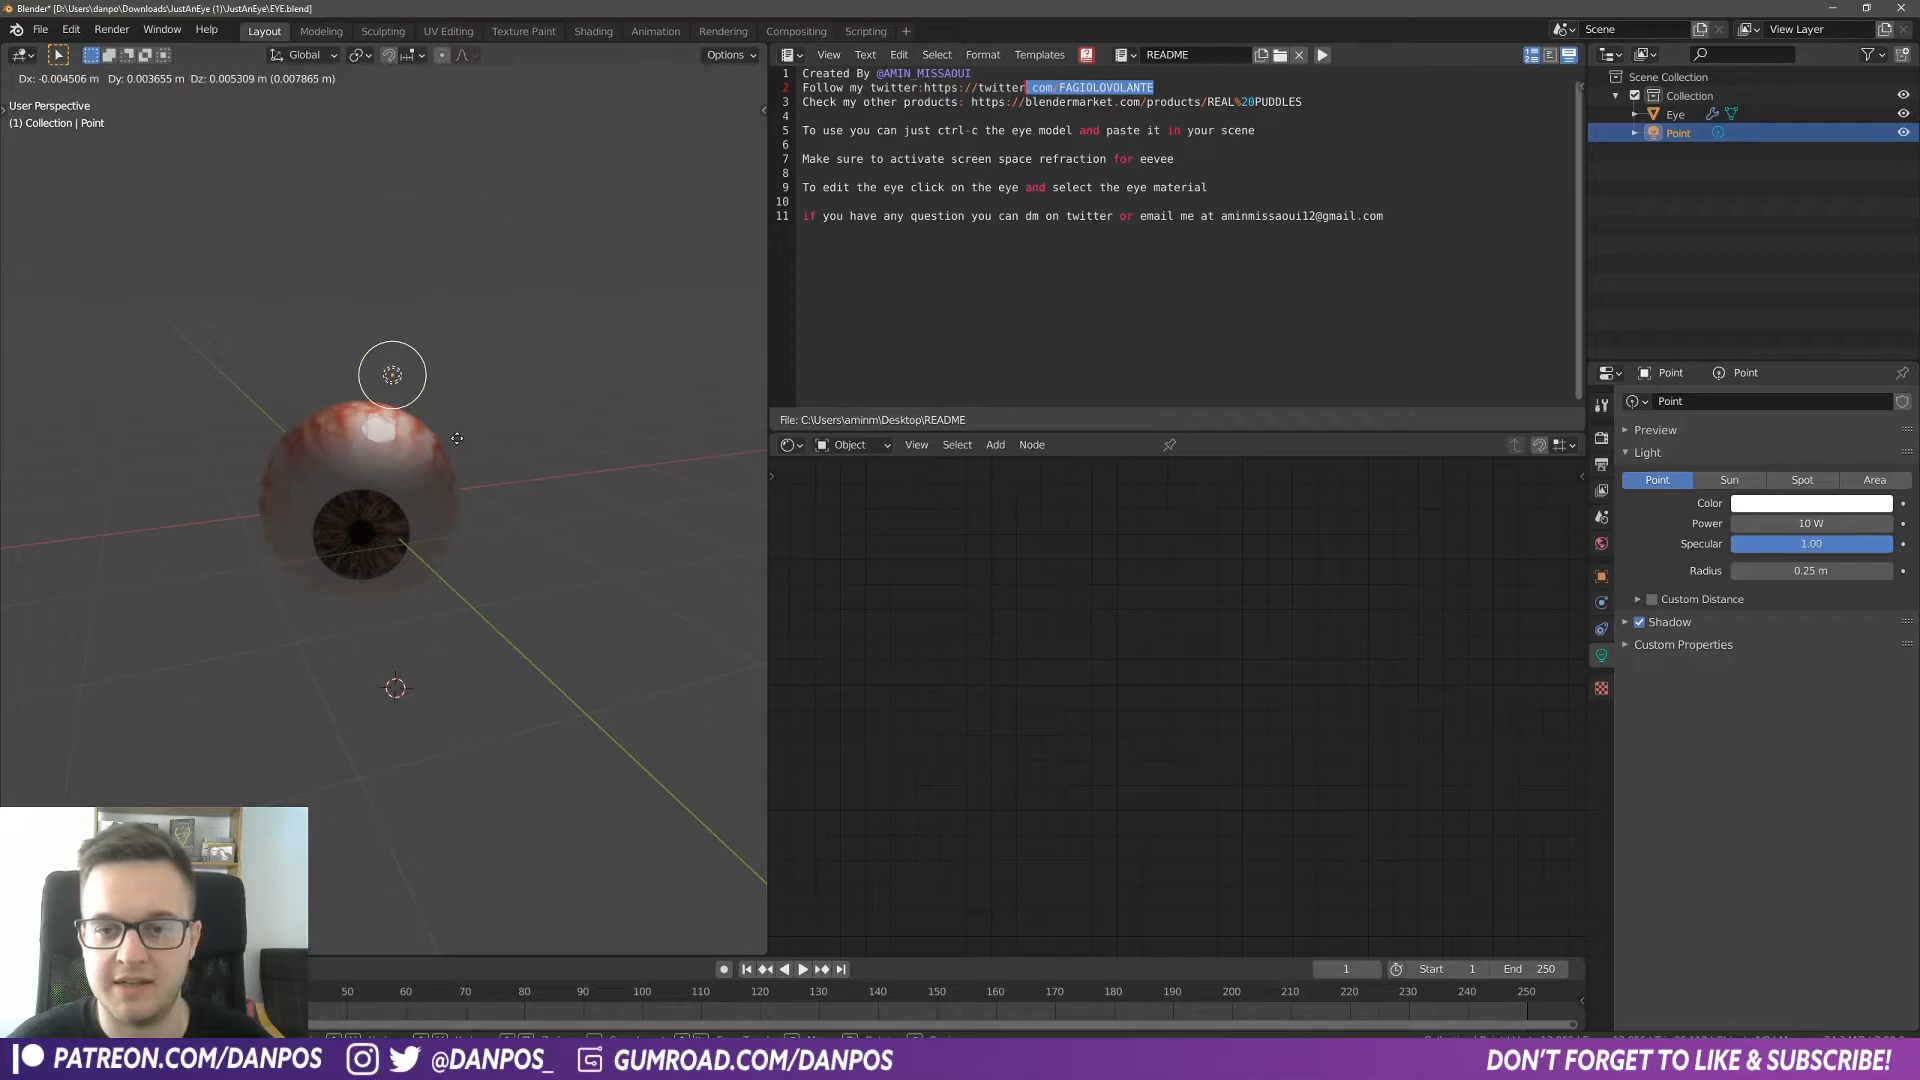 Blender* [D:\Users\danpo\Downloads\JustAnEye (1)\JustAnEye\EYE.blend]
File Edit Render Window Help Layout Modeling Sculpting UV Editing Texture Paint Shading Animation Rendering Compositing Scripting + Scene View Layer
Global Options View Text Edit Select Format Templates README
Dx: -0.004506 m Dy: 0.003655 m Dz: 0.005309 m (0.007865 m)
User Perspective
(1) Collection | Point
1 Created By @AMIN_MISSAOUI
2 Follow my twitter:https://twitter com/FAGIOLOVOLANTE
3 Check my other products: https://blendermarket.com/products/REAL%20PUDDLES
4
5 To use you can just ctrl-c the eye model and paste it in your scene
6
7 Make sure to activate screen space refraction for eevee
8
9 To edit the eye click on the eye and select the eye material
10
11 if you have any question you can dm on twitter or email me at aminmissaoui12@gmail.com
File: C:\Users\aminm\Desktop\README
Object View Select Add Node
Scene Collection
Collection
Eye
Point
Point Point
Point
Preview
Light
Point Sun Spot Area
Color
Power 10 W
Specular 1.00
Radius 0.25 m
Custom Distance
Shadow
Custom Properties
1 Start 1 End 250
50 60 70 80 90 100 110 120 130 140 150 160 170 180 190 200 210 220 230 240 250
PATREON.COM/DANPOS @DANPOS_ GUMROAD.COM/DANPOS DON'T FORGET TO LIKE & SUBSCRIBE!